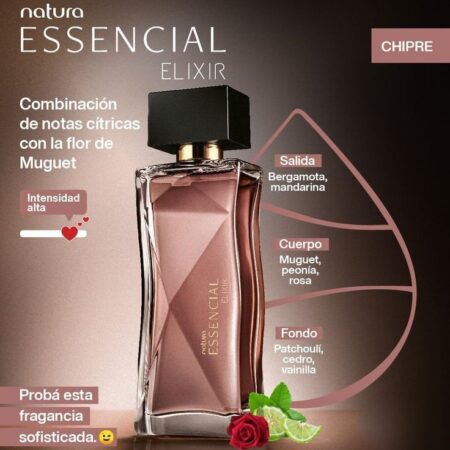 natura
ESSENCIAL
ELIXIR
CHIPRE
Combinación
de notas cítricas
con la flor de
Muguet
Intensidad
alta
Salida
Bergamota,
mandarina
Cuerpo
Muguet,
peonía,
rosa
Fondo
Patchoulí,
cedro,
vainilla
natura
ESSENCIAL
ELIXIR
Probá esta
fragancia
sofisticada. 😉